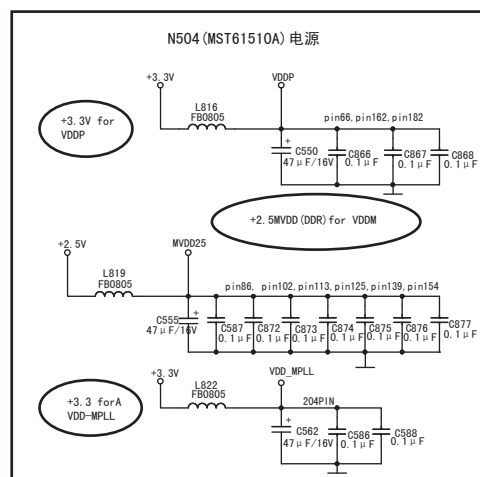 N504(MST61510A)电源
+3.3V
L816
FB0805
VDDP
+3.3V for
VDDP
pin66,pin162,pin182
+
C550
47μF/16V
C866
0.1μF
C867
0.1μF
C868
0.1μF
+2.5MVDD(DDR)for VDDM
+2.5V
L819
FB0805
MVDD25
pin86, pin102,pin113,pin125,pin139,pin154
C555
47μF/16V
+
C587
0.1μF
C872
0.1μF
C873
0.1μF
C874
0.1μF
C875
0.1μF
C876
0.1μF
C877
0.1μF
+3.3V
L822
FB0805
VDD_MPLL
+3.3 forA
VDD-MPLL
204PIN
+
C562
47μF/16V
C586
0.1μF
C588
0.1μF